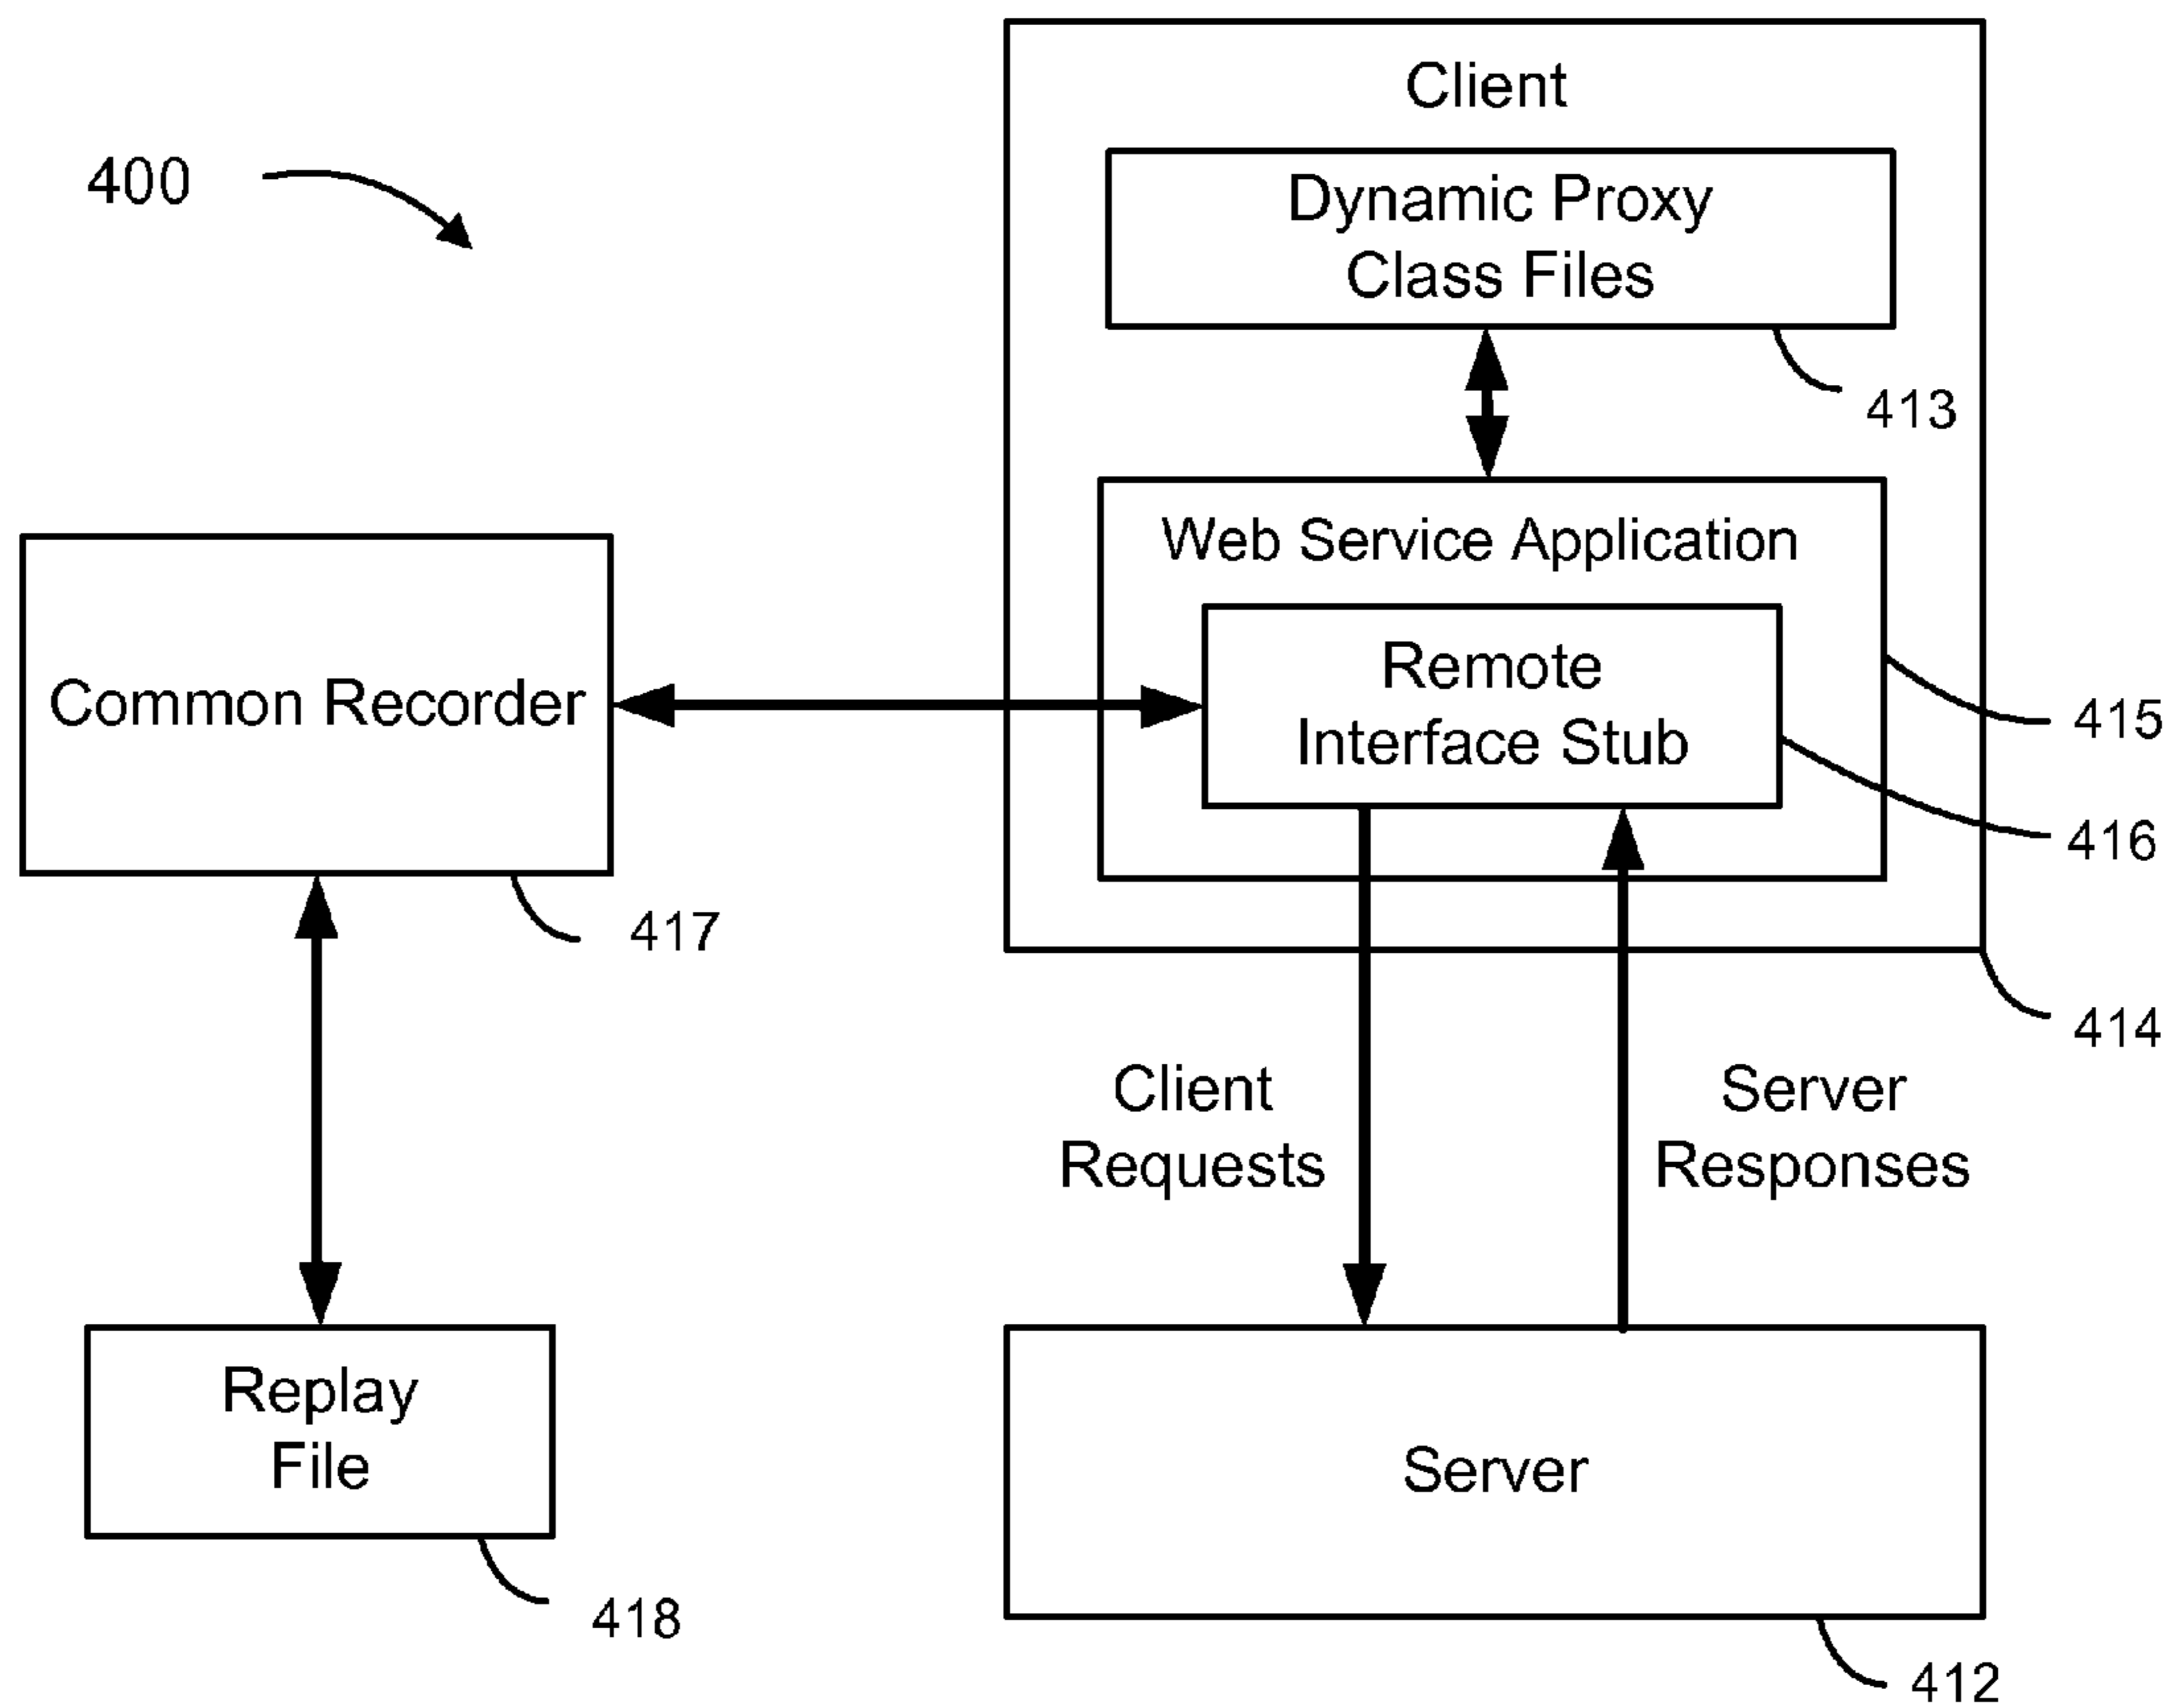 400
Client
Dynamic Proxy
Class Files
413
Web Service Application
Remote
Interface Stub
415
416
Common Recorder
417
414
Client
Requests
Server
Responses
Replay
File
418
Server
412